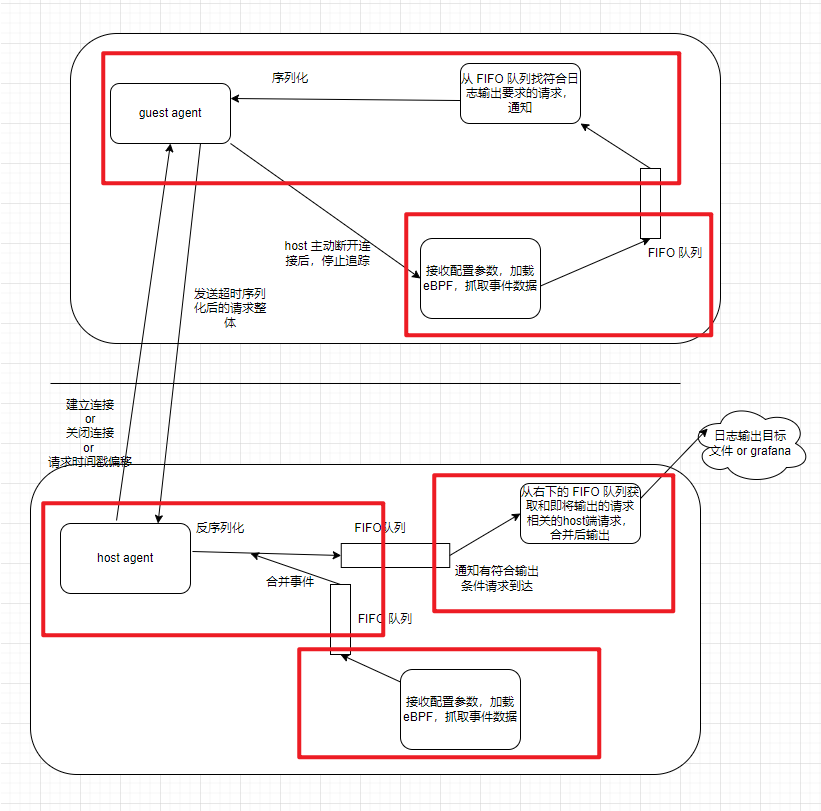 序列化
从 FIFO 队列找符合日
志输出要求的请求，
通知
guest agent
host 主动断开连
接后，停止追踪
FIFO 队列
接收配置参数，加载
eBPF，抓取事件数据
发送超时序列
化后的请求整
体
建立连接
or
关闭连接
or
请求时间戳偏移
日志输出目标
文件 or grafana
从右下的 FIFO 队列获
取和即将输出的请求
相关的host端请求，
合并后输出
反序列化
FIFO队列
host agent
通知有符合输出
条件请求到达
合并事件
FIFO 队列
接收配置参数，加载
eBPF，抓取事件数据